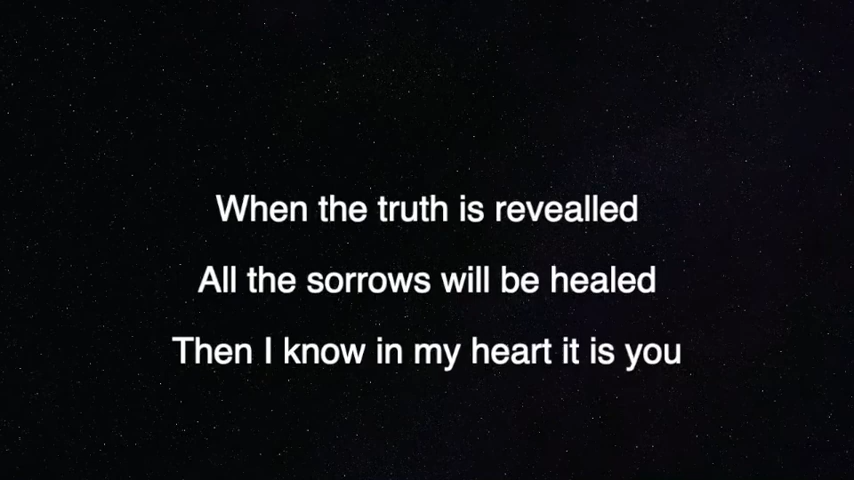 When the truth is revealled
All the sorrows will be healed
Then I know in my heart it is you